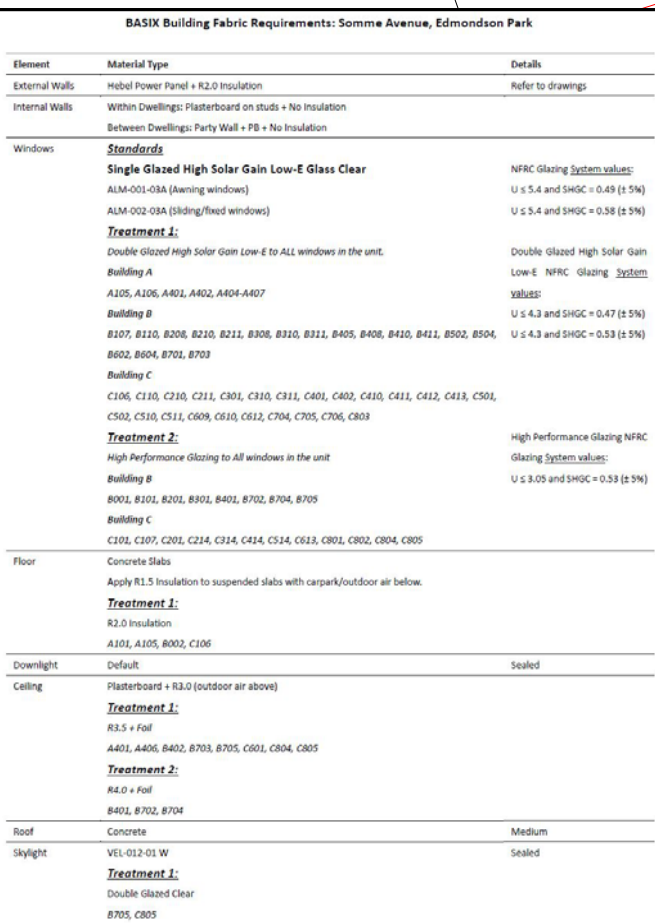 BASIX Building Fabric Requirements: Somme Avenue, Edmondson Park
Element Material Type Details
External Walls Hebel Power Panel + R2.0 Insulation Refer to drawings
Internal Walls Within Dwellings: Plasterboard on studs + No Insulation
Between Dwellings: Party Wall + PB + No Insulation
Windows Standards
Single Glazed High Solar Gain Low-E Glass Clear NFRC Glazing System values:
ALM-001-03A (Awning windows) U ≤ 5.4 and SHGC = 0.49 (± 5%)
ALM-002-03A (Sliding/fixed windows) U ≤ 5.4 and SHGC = 0.58 (± 5%)
Treatment 1:
Double Glazed High Solar Gain Low-E to ALL windows in the unit. Double Glazed High Solar Gain
Building A Low-E NFRC Glazing System
A105, A106, A401, A402, A404-A407 values:
Building B U ≤ 4.3 and SHGC = 0.47 (± 5%)
B107, B110, B208, B210, B211, B308, B310, B311, B405, B408, B410, B411, B502, B504, U ≤ 4.3 and SHGC = 0.53 (± 5%)
B602, B604, B701, B703
Building C
C106, C110, C210, C211, C301, C310, C311, C401, C402, C410, C411, C412, C413, C501,
C502, C510, C511, C609, C610, C612, C704, C705, C706, C803
Treatment 2: High Performance Glazing NFRC
High Performance Glazing to All windows in the unit Glazing System values:
Building B U ≤ 3.05 and SHGC = 0.53 (± 5%)
B001, B101, B201, B301, B401, B702, B704, B705
Building C
C101, C107, C201, C214, C314, C414, C514, C613, C801, C802, C804, C805
Floor Concrete Slabs
Apply R1.5 Insulation to suspended slabs with carpark/outdoor air below.
Treatment 1:
R2.0 Insulation
A101, A105, B002, C106
Downlight Default Sealed
Ceiling Plasterboard + R3.0 (outdoor air above)
Treatment 1:
R3.5 + Foil
A401, A406, B402, B703, B705, C601, C804, C805
Treatment 2:
R4.0 + Foil
B401, B702, B704
Roof Concrete Medium
Skylight VEL-012-01 W Sealed
Treatment 1:
Double Glazed Clear
B705, C805